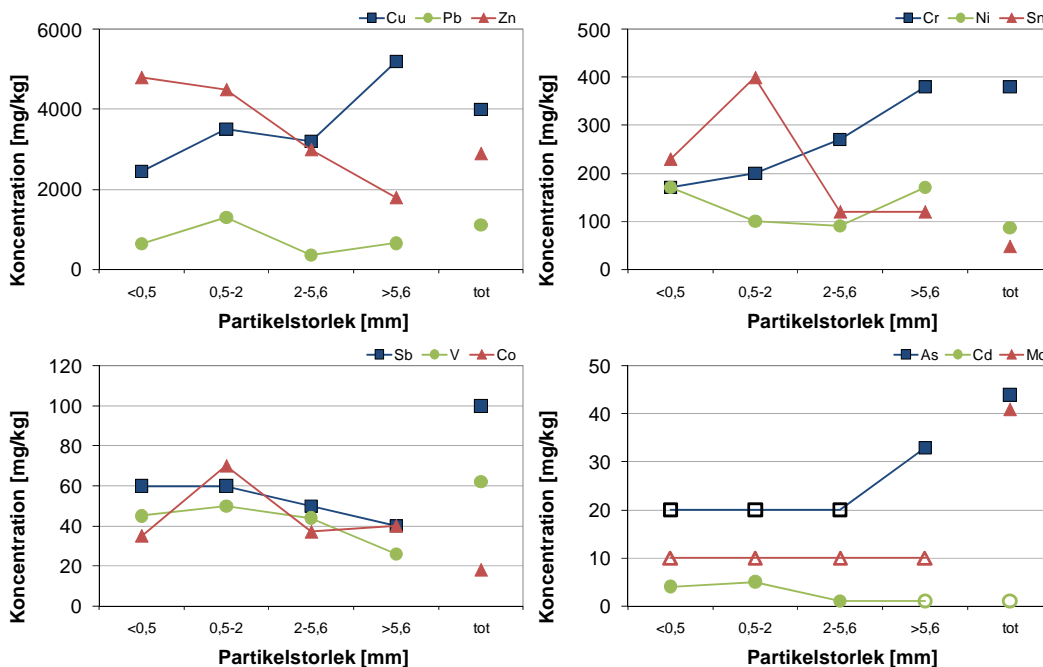 Cu Pb Zn
Koncentration [mg/kg]
6000
4000
2000
0
<0,5 0,5-2 2-5,6 >5,6 tot
Partikelstorlek [mm]
Cr Ni Sn
Koncentration [mg/kg]
500
400
300
200
100
0
<0,5 0,5-2 2-5,6 >5,6 tot
Partikelstorlek [mm]
Sb V Co
Koncentration [mg/kg]
120
100
80
60
40
20
0
<0,5 0,5-2 2-5,6 >5,6 tot
Partikelstorlek [mm]
As Cd Mo
Koncentration [mg/kg]
50
40
30
20
10
0
<0,5 0,5-2 2-5,6 >5,6 tot
Partikelstorlek [mm]